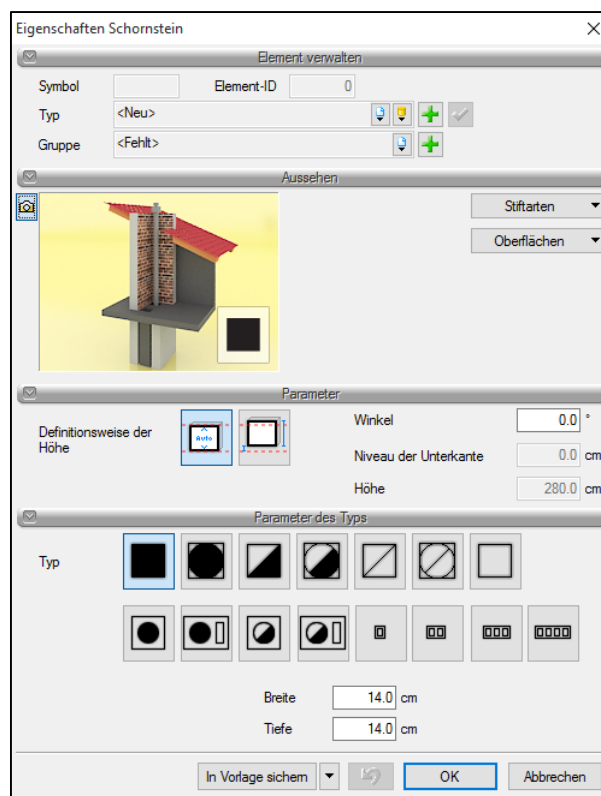 Eigenschaften Schornstein
Element verwalten
Symbol Element-ID 0
Typ <Neu>
Gruppe <Fehlt>
Aussehen
Stiftarten
Oberflächen
Parameter
Definitionsweise der
Höhe
Auto
Winkel 0.0 °
Niveau der Unterkante 0.0 cm
Höhe 280.0 cm
Parameter des Typs
Typ
Breite 14.0 cm
Tiefe 14.0 cm
In Vorlage sichern OK Abbrechen